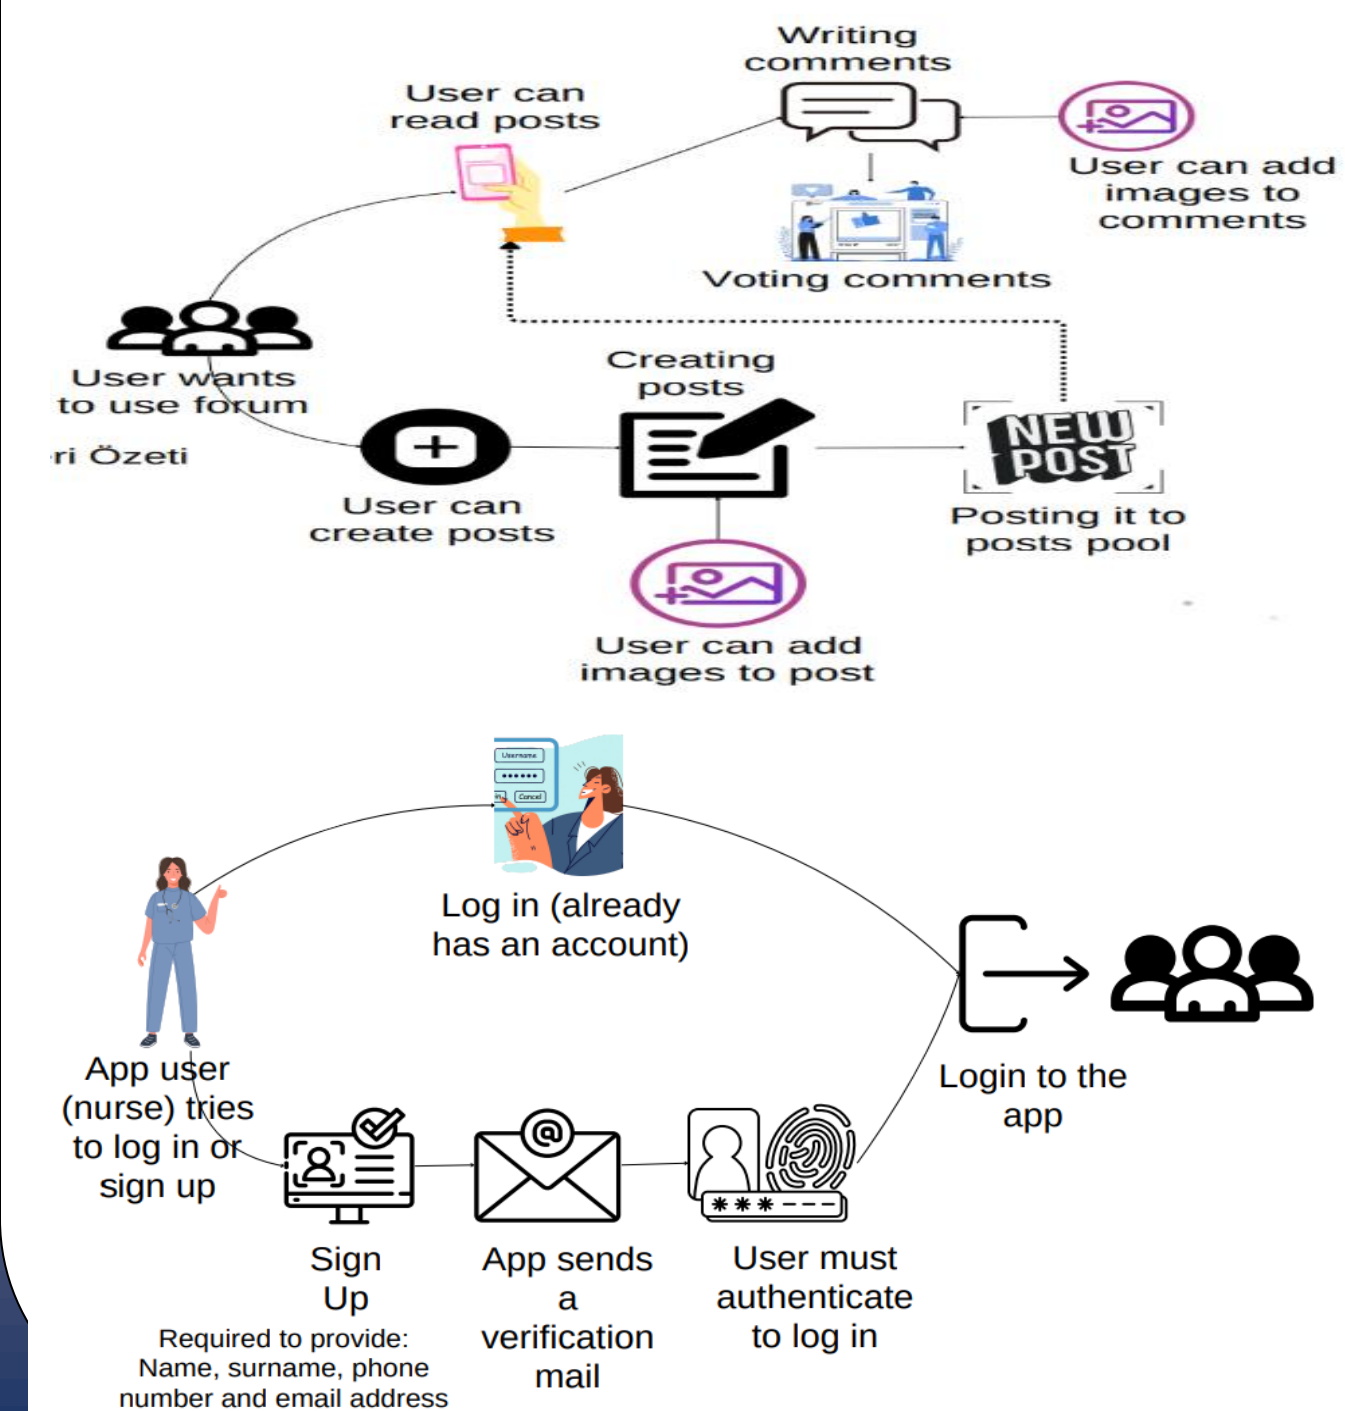 Writing
comments
User can
read posts
User can add
images to
comments
Voting comments
User wants
to use forum
Creating
posts
NEW
POST
ri Özeti
User can
create posts
Posting it to
posts pool
User can add
images to post
Username
Cancel
Log in (already
has an account)
App user
(nurse) tries
to log in or
sign up
Login to the
app
Sign
Up
Required to provide:
Name, surname, phone
number and email address
@
App sends
a
verification
mail
*** ---
User must
authenticate
to log in